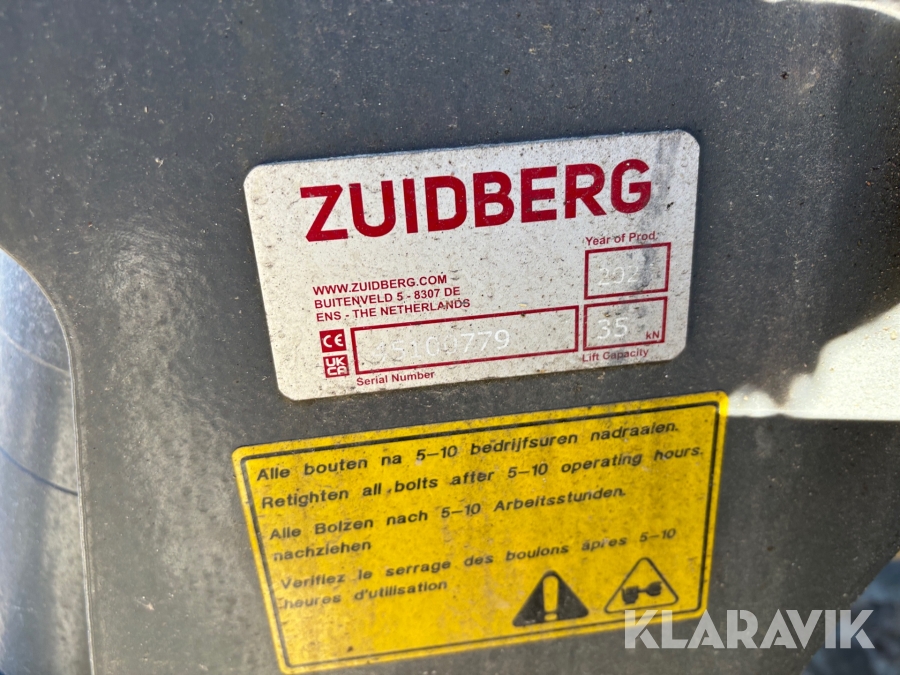 ZUIDBERG
Year of Prod.
WWW.ZUIDBERG.COM
BUITENVELD 5 - 8307 DE
ENS - THE NETHERLANDS
35 kN
Lift Capacity
CE
UK
CA
Serial Number
Alle bouten na 5-10 bedrijfsuren nadraaien.
Retighten all bolts after 5-10 operating hours.
Alle Bolzen nach 5-10 Arbeitsstunden.
nachziehen
Verifiez le serrage des boulons âpres 5-10
heures d'utilisation
KLARAVIK